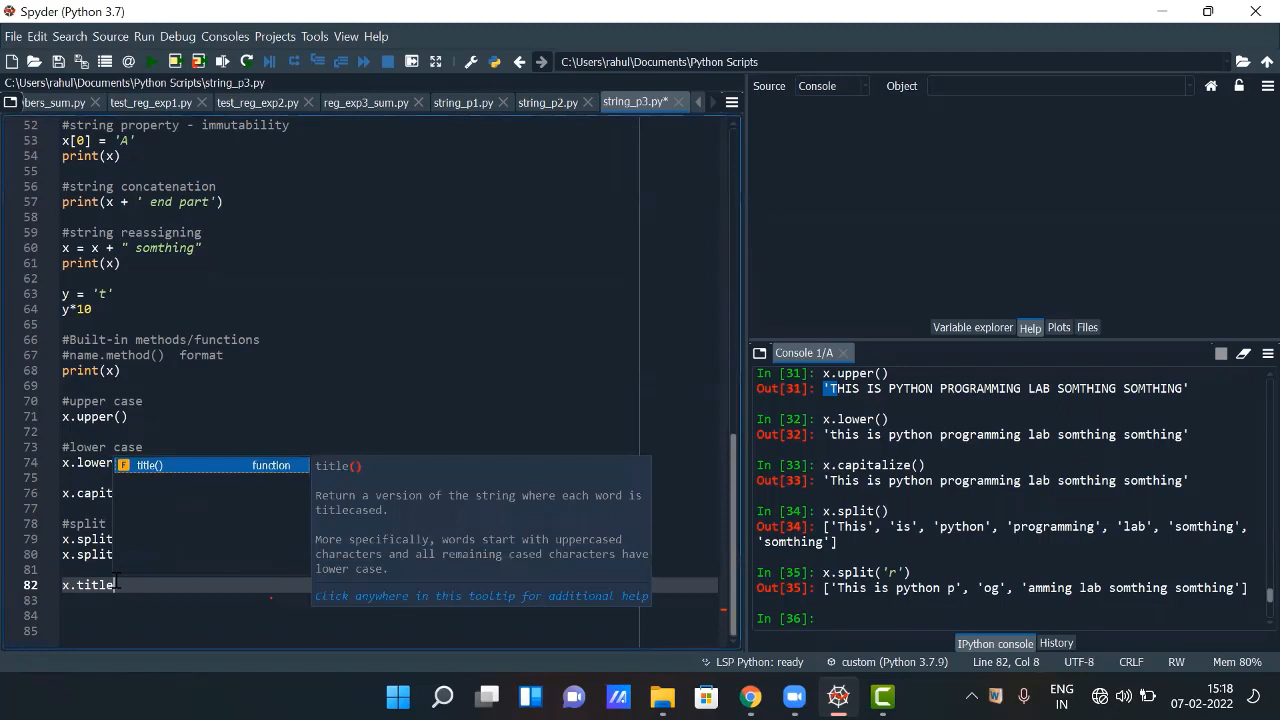 Spyder (Python 3.7)
File Edit Search Source Run Debug Consoles Projects Tools View Help
C:\Users\rahul\Documents\Python Scripts
C:\Users\rahul\Documents\Python Scripts\string_p3.py
bers_sum.py test_reg_exp1.py test_reg_exp2.py reg_exp3_sum.py string_p1.py string_p2.py string_p3.py*
52 #string property - immutability
53 x[0] = 'A'
54 print(x)
55
56 #string concatenation
57 print(x + ' end part')
58
59 #string reassigning
60 x = x + " somthing"
61 print(x)
62
63 y = 't'
64 y*10
65
66 #Built-in methods/functions
67 #name.method()  format
68 print(x)
69
70 #upper case
71 x.upper()
72
73 #lower case
74 x.lower
75
76 x.capit
77
78 #split
79 x.split
80 x.split
81
82 x.title
83
84
85
F title() function
title()
Return a version of the string where each word is
titlecased.
More specifically, words start with uppercased
characters and all remaining cased characters have
lower case.
Click anywhere in this tooltip for additional help
Source Console Object
Variable explorer Help Plots Files
Console 1/A
In [31]: x.upper()
Out[31]: 'THIS IS PYTHON PROGRAMMING LAB SOMTHING SOMTHING'
In [32]: x.lower()
Out[32]: 'this is python programming lab somthing somthing'
In [33]: x.capitalize()
Out[33]: 'This is python programming lab somthing somthing'
In [34]: x.split()
Out[34]: ['This', 'is', 'python', 'programming', 'lab', 'somthing',
'somthing']
In [35]: x.split('r')
Out[35]: ['This is python p', 'og', 'amming lab somthing somthing']
In [36]:
IPython console History
LSP Python: ready custom (Python 3.7.9) Line 82, Col 8 UTF-8 CRLF RW Mem 80%
ENG
IN
15:18
07-02-2022